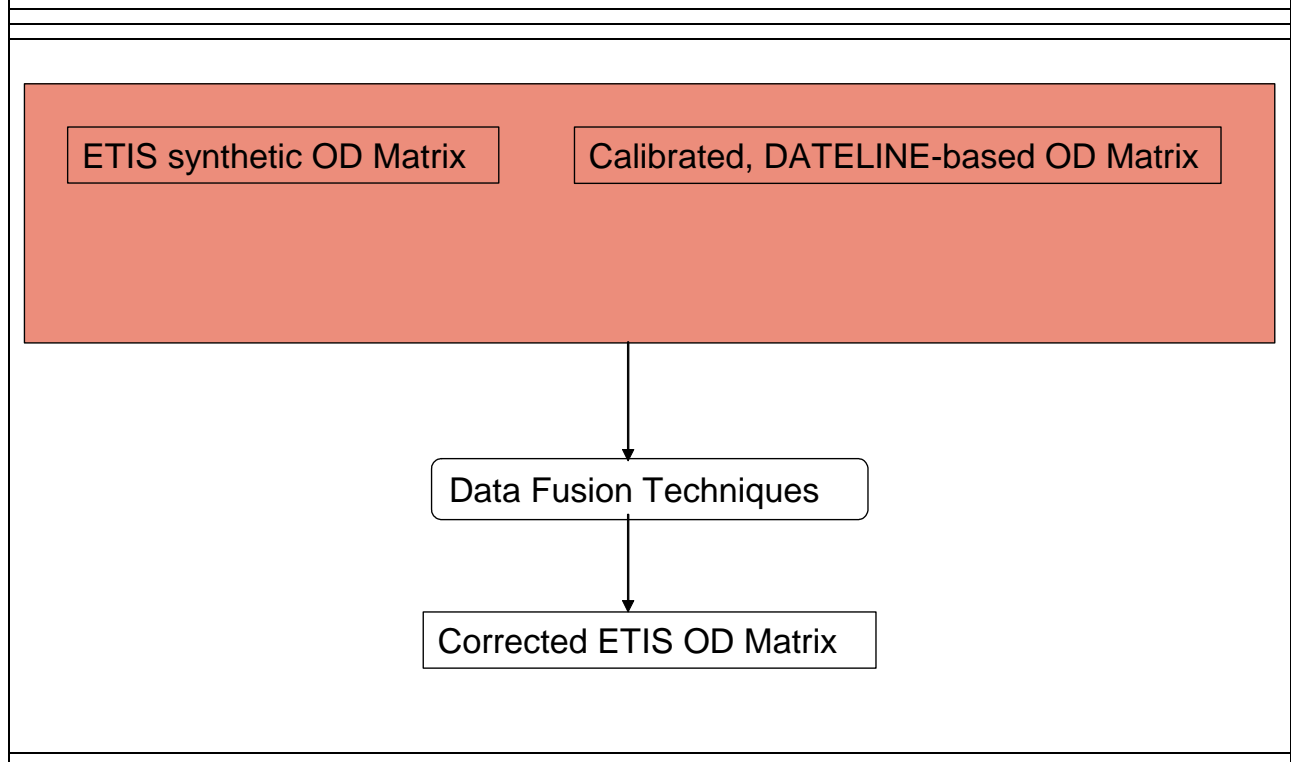 ETIS synthetic OD Matrix
Calibrated, DATELINE-based OD Matrix
Data Fusion Techniques
Corrected ETIS OD Matrix